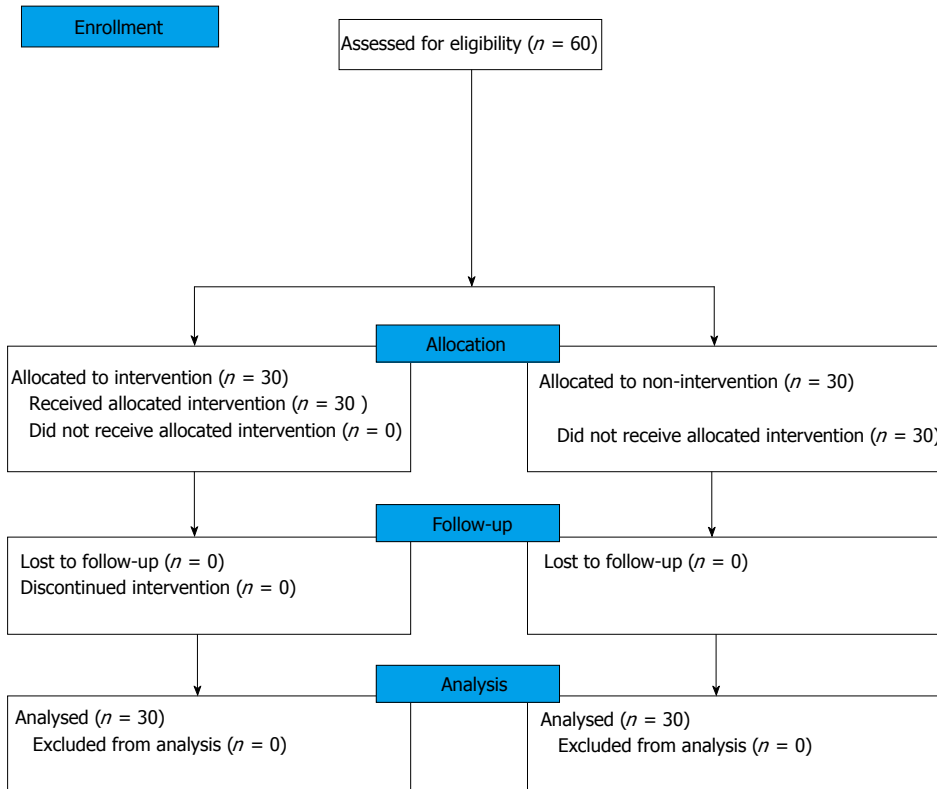 Enrollment
Assessed for eligibility (n = 60)
Allocation
Allocated to intervention (n = 30)
Received allocated intervention (n = 30 )
Did not receive allocated intervention (n = 0)
Allocated to non-intervention (n = 30)
Did not receive allocated intervention (n = 30)
Follow-up
Lost to follow-up (n = 0)
Discontinued intervention (n = 0)
Lost to follow-up (n = 0)
Analysis
Analysed (n = 30)
Excluded from analysis (n = 0)
Analysed (n = 30)
Excluded from analysis (n = 0)